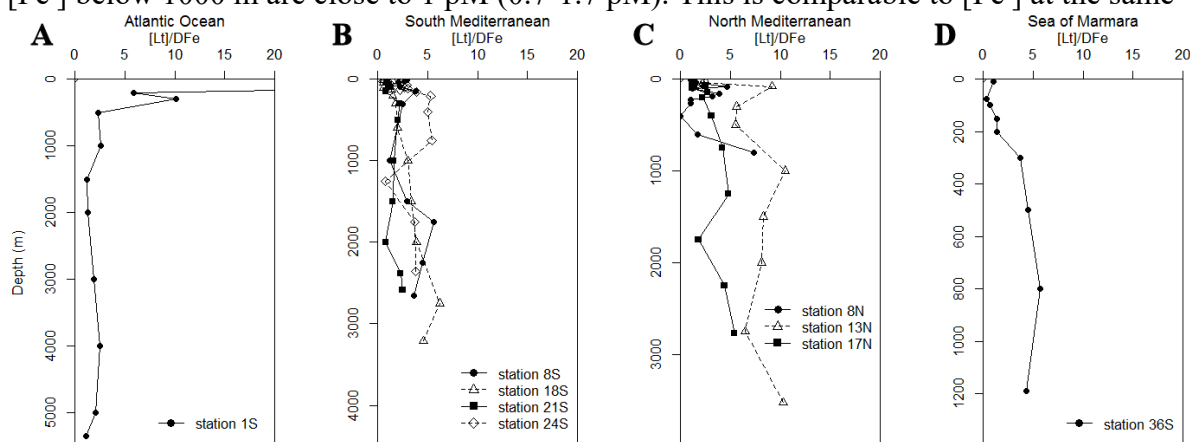 [Fe'] below 1000 m are close to 1 pM (0.7-1.7 pM). This is comparable to [Fe'] at the same
A Atlantic Ocean B South Mediterranean C North Mediterranean D Sea of Marmara
[Lt]/DFe [Lt]/DFe [Lt]/DFe [Lt]/DFe
0 5 10 15 20 0 5 10 15 20 0 5 10 15 20 0 5 10 15 20
Depth (m)
0 1000 2000 3000 4000 5000
station 1S
0 1000 2000 3000 4000
station 8S
station 18S
station 21S
station 24S
0 1000 2000 3000
station 8N
station 13N
station 17N
0 200 400 600 800 1000 1200
station 36S